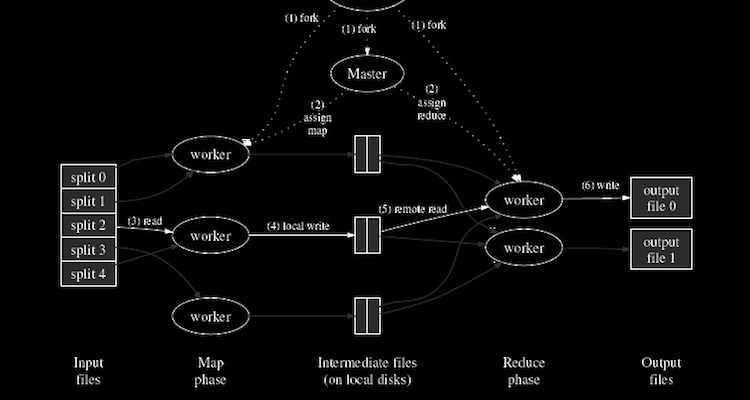 (1) fork
(1) fork
(1) fork
Master
(2)
assign
map
(2)
assign
reduce
worker
split 0
split 1
split 2
split 3
split 4
(3) read
worker
(4) local write
(5) remote read
worker
(6) write
output
file 0
worker
output
file 1
worker
Input
files
Map
phase
Intermediate files
(on local disks)
Reduce
phase
Output
files